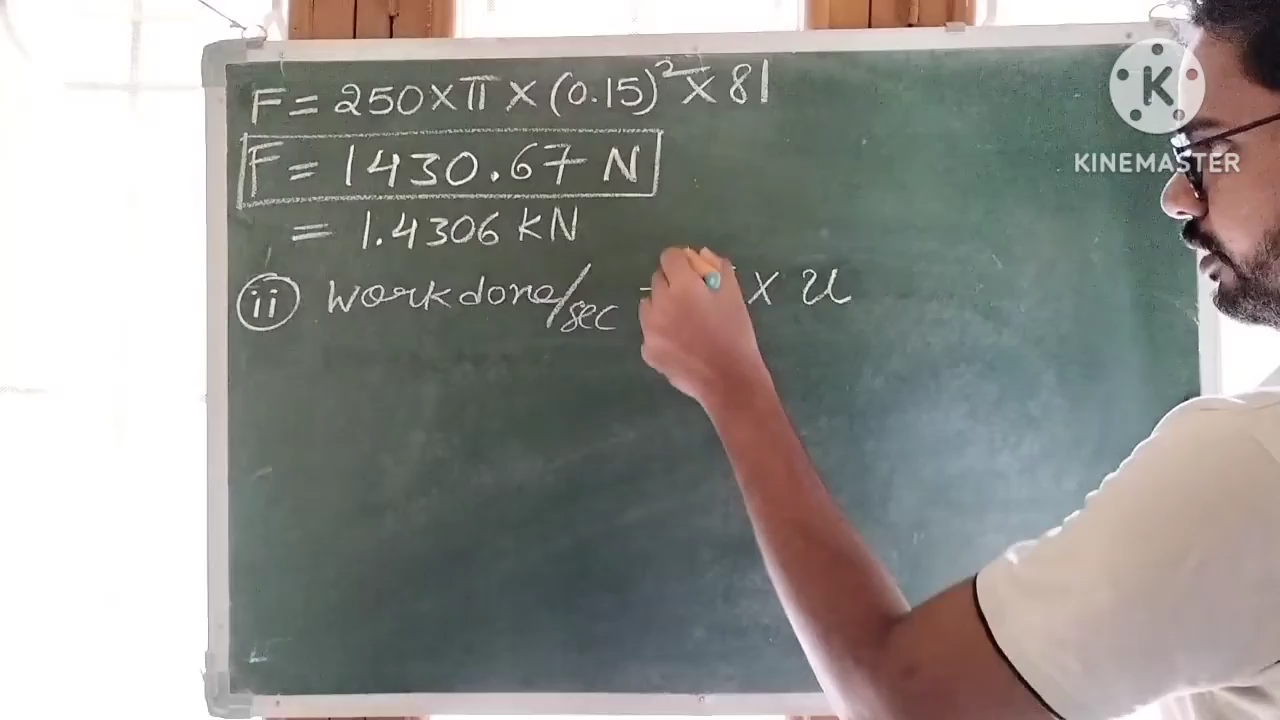 F = 250 × π × (0.15)² × 81
F = 1430.67 N
= 1.4306 kN
ii workdone/sec = × u
K
KINEMASTER